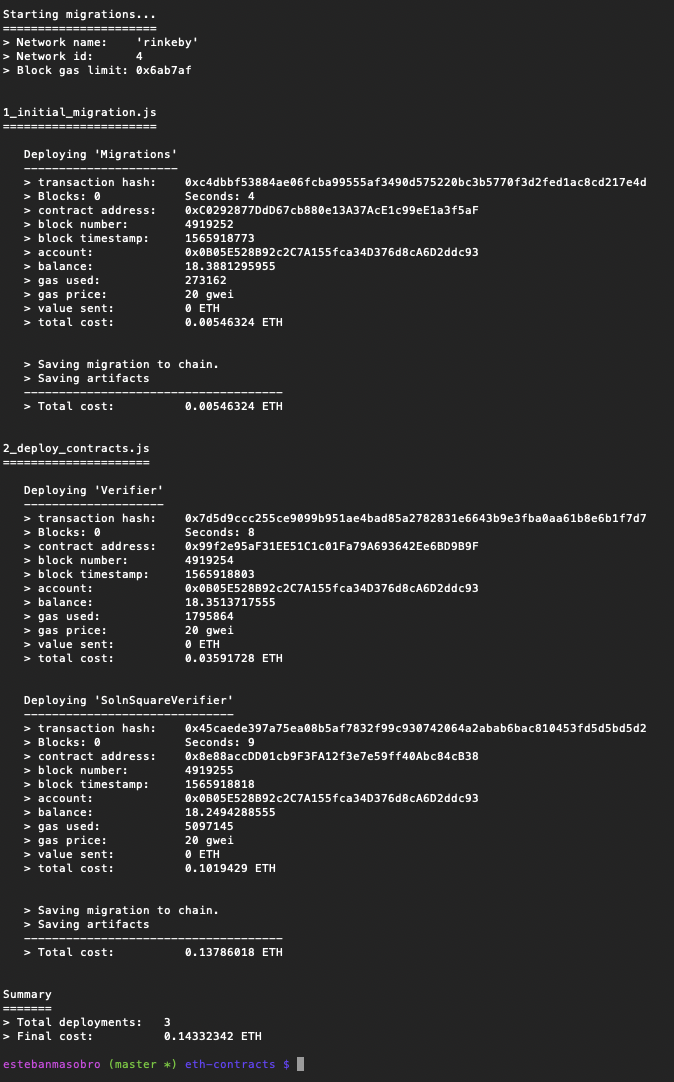 Starting migrations...
======================
> Network name:    'rinkeby'
> Network id:      4
> Block gas limit: 0x6ab7af
1_initial_migration.js
======================
Deploying 'Migrations'
----------------------
> transaction hash:    0xc4dbbf53884ae06fcba99555af3490d575220bc3b5770f3d2fed1ac8cd217e4d
> Blocks: 0            Seconds: 4
> contract address:    0xC0292877DdD67cb880e13A37AcE1c99eE1a3f5aF
> block number:        4919252
> block timestamp:     1565918773
> account:             0x0B05E528B92c2C7A155fca34D376d8cA6D2ddc93
> balance:             18.3881295955
> gas used:            273162
> gas price:           20 gwei
> value sent:          0 ETH
> total cost:          0.00546324 ETH
> Saving migration to chain.
> Saving artifacts
-------------------------------------
> Total cost:          0.00546324 ETH
2_deploy_contracts.js
=====================
Deploying 'Verifier'
--------------------
> transaction hash:    0x7d5d9ccc255ce9099b951ae4bad85a2782831e6643b9e3fba0aa61b8e6b1f7d7
> Blocks: 0            Seconds: 8
> contract address:    0x99f2e95aF31EE51C1c01Fa79A693642Ee6BD9B9F
> block number:        4919254
> block timestamp:     1565918803
> account:             0x0B05E528B92c2C7A155fca34D376d8cA6D2ddc93
> balance:             18.3513717555
> gas used:            1795864
> gas price:           20 gwei
> value sent:          0 ETH
> total cost:          0.03591728 ETH
Deploying 'SolnSquareVerifier'
------------------------------
> transaction hash:    0x45caede397a75ea08b5af7832f99c930742064a2abab6bac810453fd5d5bd5d2
> Blocks: 0            Seconds: 9
> contract address:    0x8e88accDD01cb9F3FA12f3e7e59ff40Abc84cB38
> block number:        4919255
> block timestamp:     1565918818
> account:             0x0B05E528B92c2C7A155fca34D376d8cA6D2ddc93
> balance:             18.2494288555
> gas used:            5097145
> gas price:           20 gwei
> value sent:          0 ETH
> total cost:          0.1019429 ETH
> Saving migration to chain.
> Saving artifacts
-------------------------------------
> Total cost:          0.13786018 ETH
Summary
=======
> Total deployments:   3
> Final cost:          0.14332342 ETH
estebanmasobro (master *) eth-contracts $